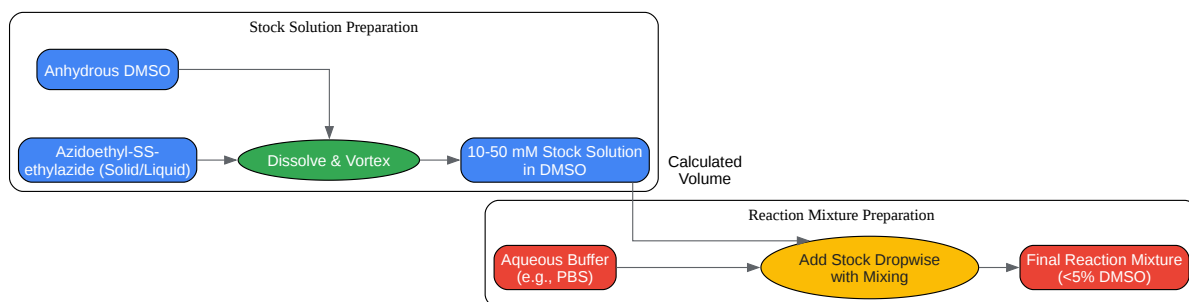 Stock Solution Preparation
Anhydrous DMSO
Azidoethyl-SS-
ethylazide (Solid/Liquid)
Dissolve & Vortex
10-50 mM Stock Solution
in DMSO
Calculated
Volume
Reaction Mixture Preparation
Aqueous Buffer
(e.g., PBS)
Add Stock Dropwise
with Mixing
Final Reaction Mixture
(<5% DMSO)